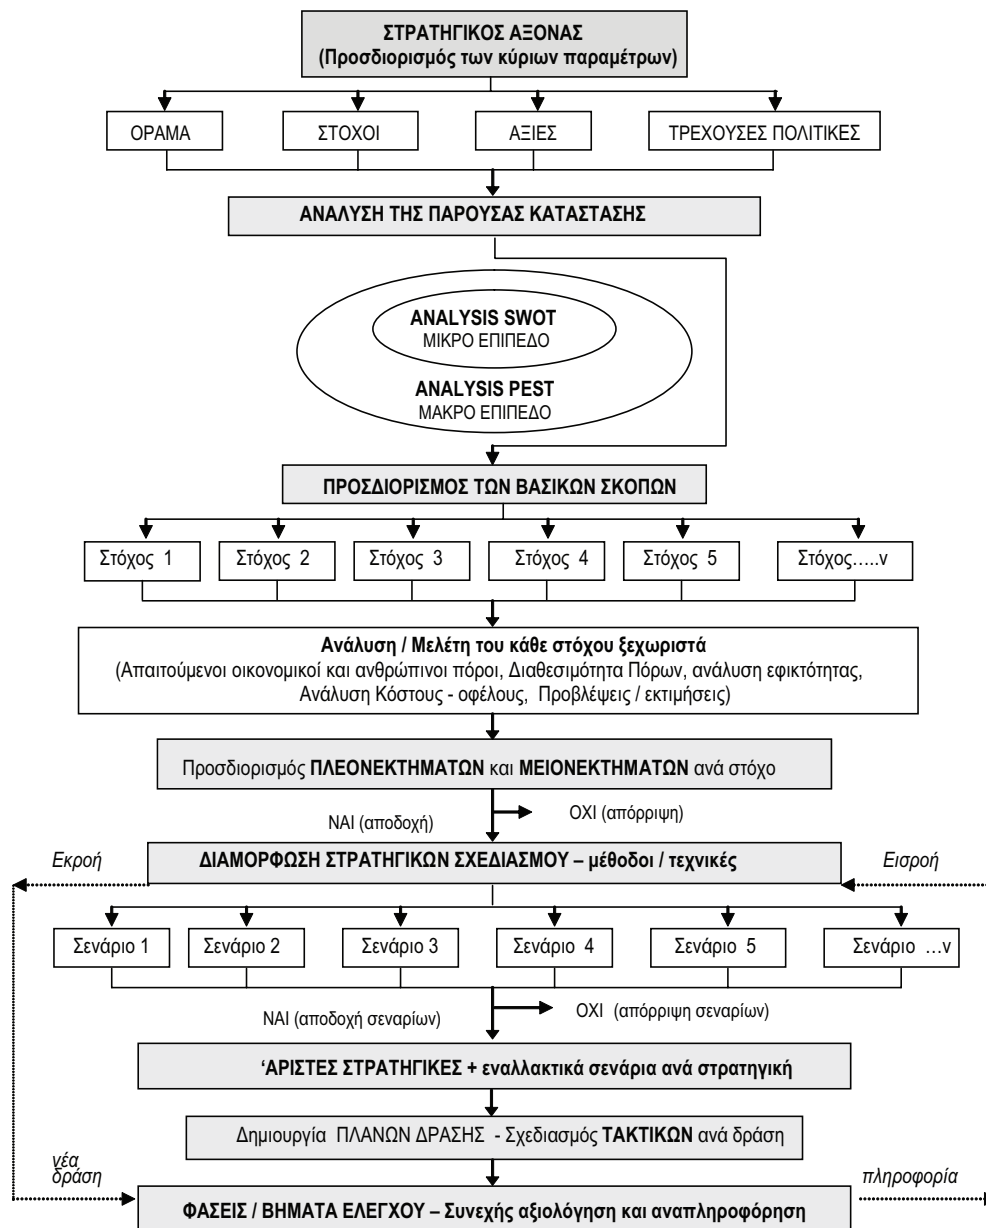 ΣΤΡΑΤΗΓΙΚΟΣ ΑΞΟΝΑΣ
(Προσδιορισμός των κύριων παραμέτρων)
ΟΡΑΜΑ
ΣΤΟΧΟΙ
ΑΞΙΕΣ
ΤΡΕΧΟΥΣΕΣ ΠΟΛΙΤΙΚΕΣ
ΑΝΑΛΥΣΗ ΤΗΣ ΠΑΡΟΥΣΑΣ ΚΑΤΑΣΤΑΣΗΣ
ANALYSIS SWOT
ΜΙΚΡΟ ΕΠΙΠΕΔΟ
ANALYSIS PEST
ΜΑΚΡΟ ΕΠΙΠΕΔΟ
ΠΡΟΣΔΙΟΡΙΣΜΟΣ ΤΩΝ ΒΑΣΙΚΩΝ ΣΚΟΠΩΝ
Στόχος 1
Στόχος 2
Στόχος 3
Στόχος 4
Στόχος 5
Στόχος…..ν
Ανάλυση / Μελέτη του κάθε στόχου ξεχωριστά
(Απαιτούμενοι οικονομικοί και ανθρώπινοι πόροι, Διαθεσιμότητα Πόρων, ανάλυση εφικτότητας,
Ανάλυση Κόστους - οφέλους, Προβλέψεις / εκτιμήσεις)
Προσδιορισμός ΠΛΕΟΝΕΚΤΗΜΑΤΩΝ και ΜΕΙΟΝΕΚΤΗΜΑΤΩΝ ανά στόχο
ΝΑΙ (αποδοχή)
ΟΧΙ (απόρριψη)
Εκροή
ΔΙΑΜΟΡΦΩΣΗ ΣΤΡΑΤΗΓΙΚΩΝ ΣΧΕΔΙΑΣΜΟΥ – μέθοδοι / τεχνικές
Εισροή
Σενάριο 1
Σενάριο 2
Σενάριο 3
Σενάριο 4
Σενάριο 5
Σενάριο …ν
ΝΑΙ (αποδοχή σεναρίων)
ΟΧΙ (απόρριψη σεναρίων)
‘ΑΡΙΣΤΕΣ ΣΤΡΑΤΗΓΙΚΕΣ + εναλλακτικά σενάρια ανά στρατηγική
Δημιουργία ΠΛΑΝΩΝ ΔΡΑΣΗΣ - Σχεδιασμός ΤΑΚΤΙΚΩΝ ανά δράση
νέα
δράση
πληροφορία
ΦΑΣΕΙΣ / ΒΗΜΑΤΑ ΕΛΕΓΧΟΥ – Συνεχής αξιολόγηση και αναπληροφόρηση